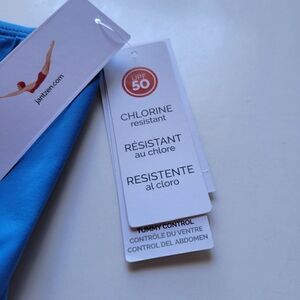 jantzen.com
UPF
50
CHLORINE
resistant
RÉSISTANT
au chlore
RESISTENTE
al cloro
TUMMY CONTROL
CONTRÔLE DU VENTRE
CONTROL DEL ABDOMEN